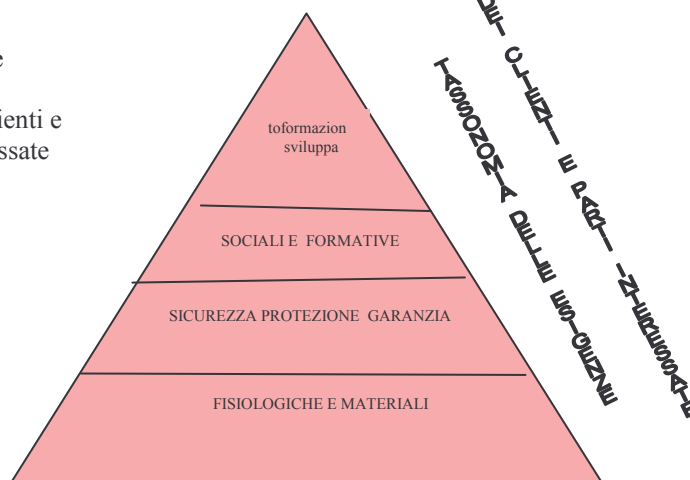 e
ienti e
ssate
toformazion
sviluppa
SOCIALI E FORMATIVE
SICUREZZA PROTEZIONE GARANZIA
FISIOLOGICHE E MATERIALI
TASSONOMIA DELLE ESIGENZE
DEI CLIENTI E PARTI INTERESSATE